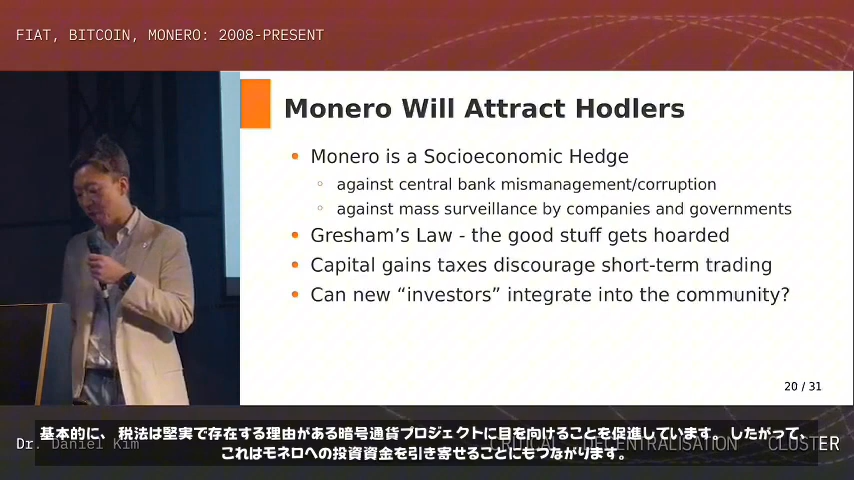 FIAT, BITCOIN, MONERO: 2008-PRESENT
Monero Will Attract Hodlers
Monero is a Socioeconomic Hedge
against central bank mismanagement/corruption
against mass surveillance by companies and governments
Gresham's Law - the good stuff gets hoarded
Capital gains taxes discourage short-term trading
Can new “investors” integrate into the community?
20 / 31
Dr. Daniel Kim
CRITICAL DECENTRALISATION CLUSTER
基本的に、税法は堅実で存在する理由がある暗号通貨プロジェクトに目を向けることを促進しています。したがって、
これはモネロへの投資資金を引き寄せることにもつながります。